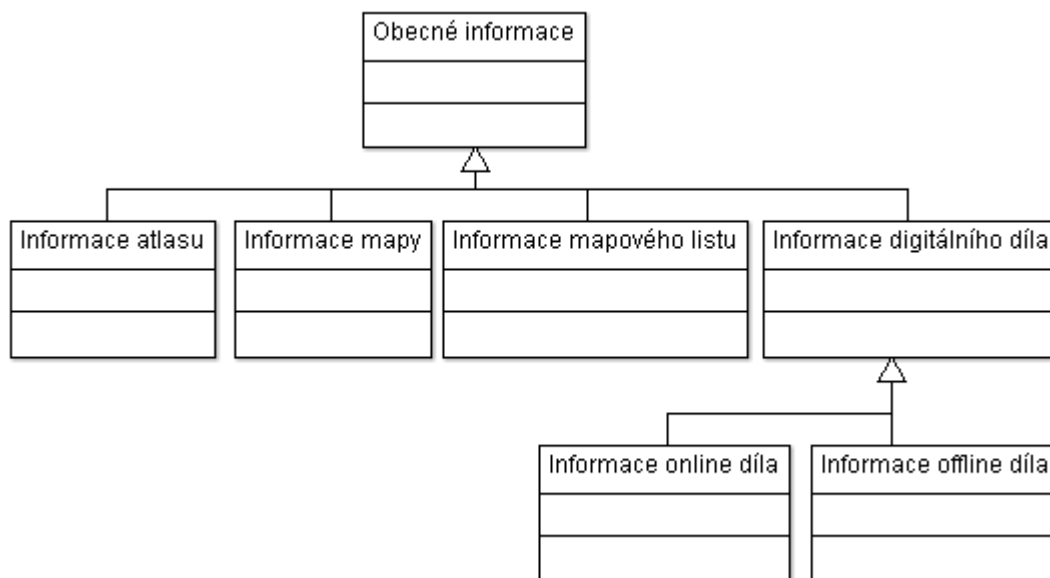 Obecné informace
Informace atlasu
Informace mapy
Informace mapového listu
Informace digitálního díla
Informace online díla
Informace offline díla